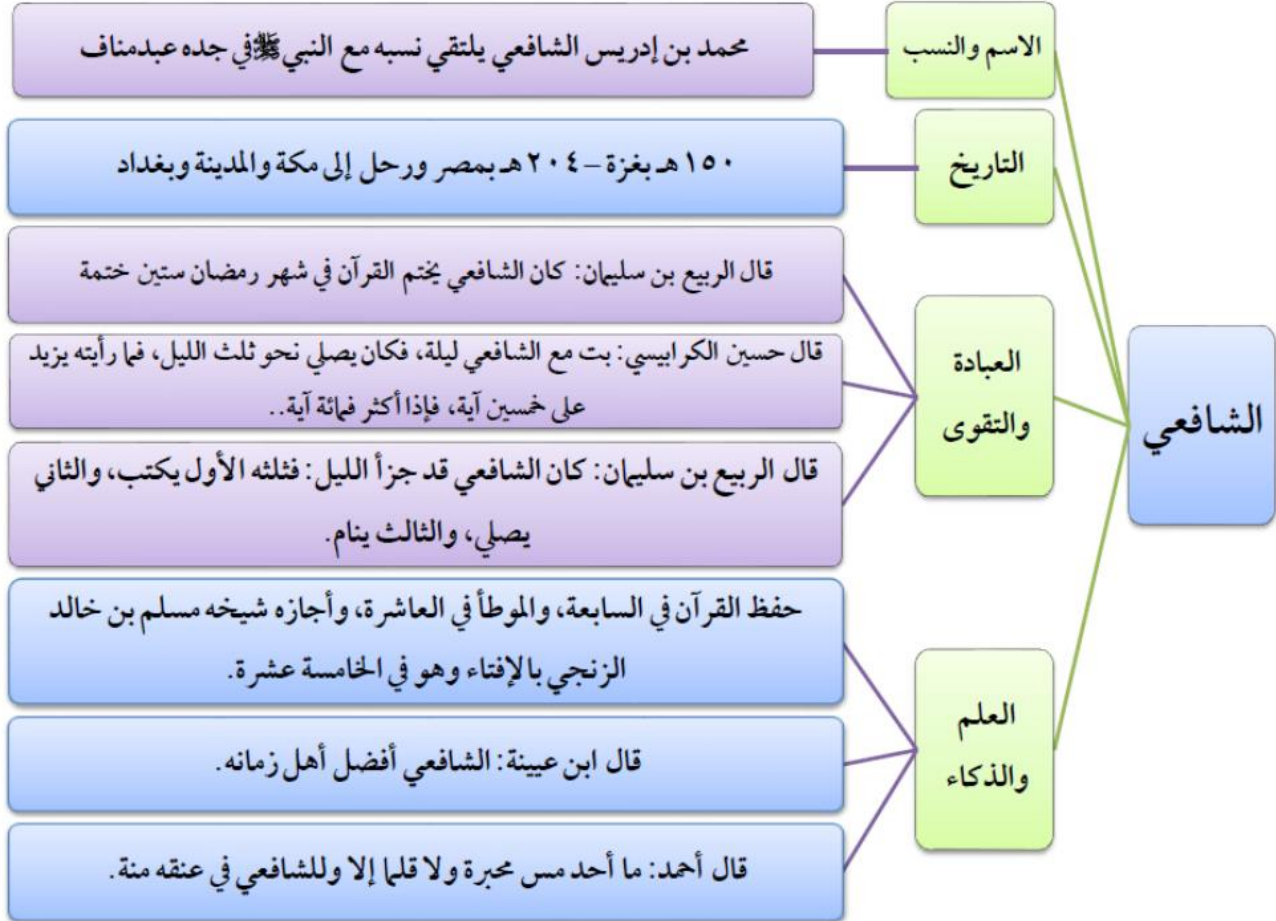 الشافعي
الاسم والنسب
محمد بن إدريس الشافعي يلتقي نسبه مع النبي ﷺ في جده عبدمناف
التاريخ
١٥٠ هـ بغزة – ٢٠٤ هـ بمصر ورحل إلى مكة والمدينة وبغداد
العبادة
والتقوى
قال الربيع بن سليمان: كان الشافعي يختم القرآن في شهر رمضان ستين ختمة
قال حسين الكرابيسي: بت مع الشافعي ليلة، فكان يصلي نحو ثلث الليل، فما رأيته يزيد
على خمسين آية، فإذا أكثر فمائة آية..
قال الربيع بن سليمان: كان الشافعي قد جزأ الليل: فثلثه الأول يكتب، والثاني
يصلي، والثالث ينام.
العلم
والذكاء
حفظ القرآن في السابعة، والموطأ في العاشرة، وأجازه شيخه مسلم بن خالد
الزنجي بالإفتاء وهو في الخامسة عشرة.
قال ابن عيينة: الشافعي أفضل أهل زمانه.
قال أحمد: ما أحد مس محبرة ولا قلما إلا وللشافعي في عنقه منة.